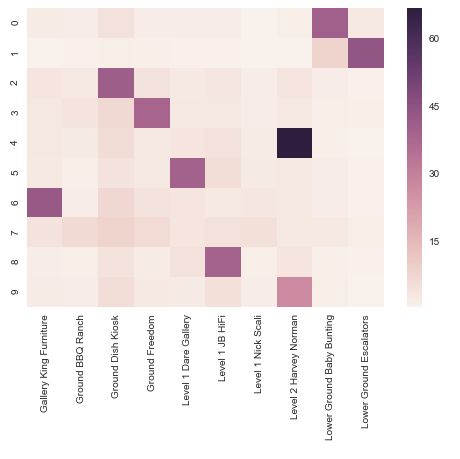 0
1
2
3
4
5
6
7
8
9
60
45
30
15
Gallery King Furniture
Ground BBQ Ranch
Ground Dish Kiosk
Ground Freedom
Level 1 Dare Gallery
Level 1 JB HiFi
Level 1 Nick Scali
Level 2 Harvey Norman
Lower Ground Baby Bunting
Lower Ground Escalators